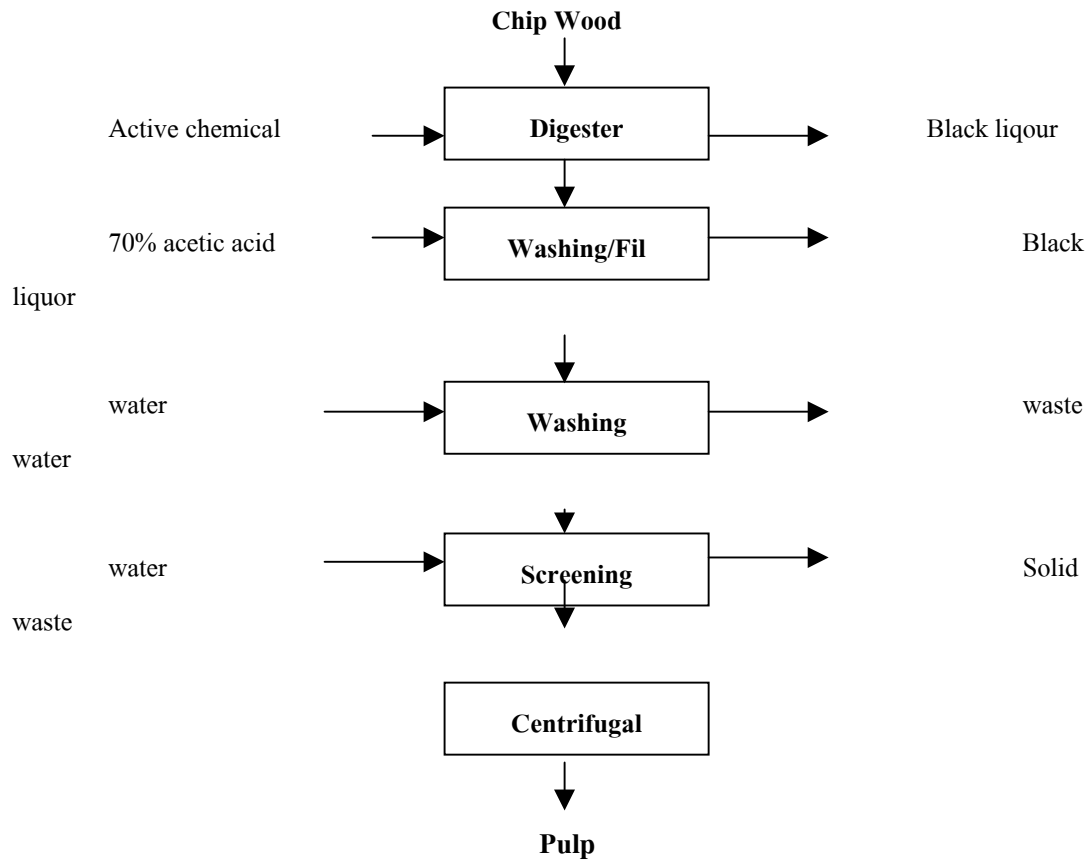 Chip Wood
Active chemical Digester Black liqour
70% acetic acid Washing/Fil Black
liquor
water Washing waste
water
water Screening Solid
waste
Centrifugal
Pulp